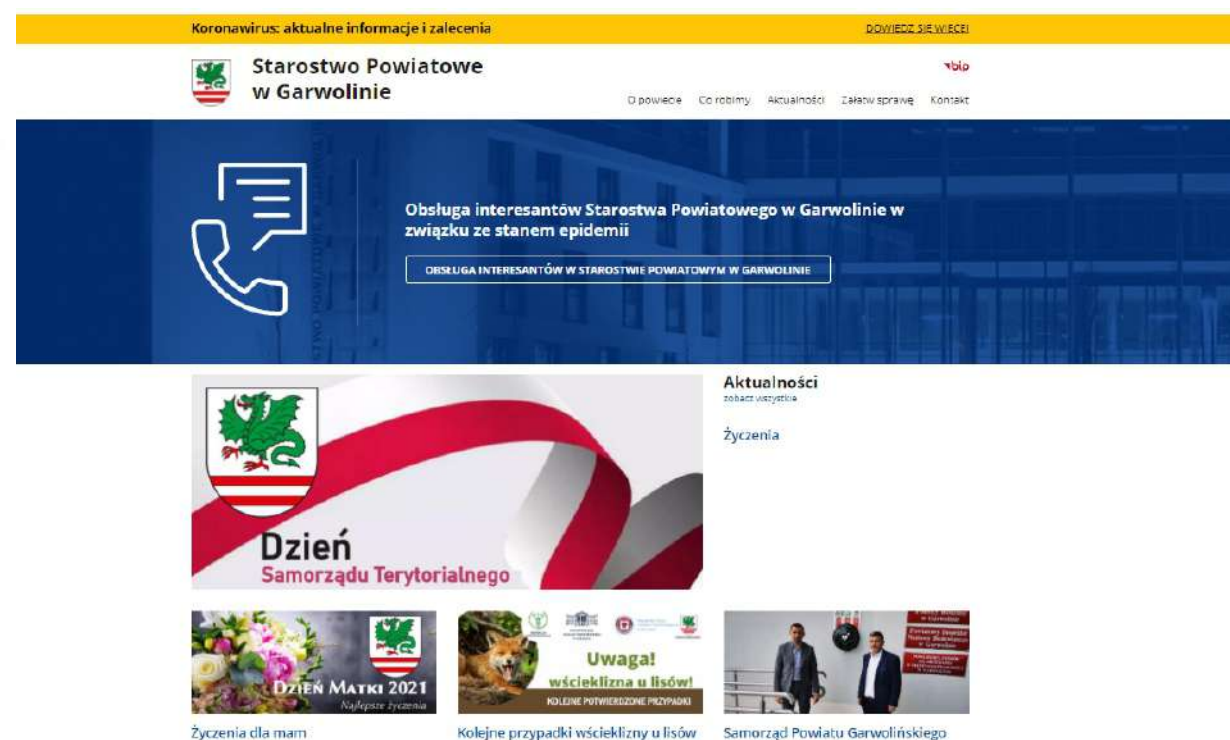 Koronawirus: aktualne informacje i zalecenia
DOWIEDZ SIĘ WIĘCEJ
Starostwo Powiatowe
w Garwolinie
bip
O powiecie Co robimy Aktualności Załatw sprawę Kontakt
Obsługa interesantów Starostwa Powiatowego w Garwolinie w
związku ze stanem epidemii
OBSŁUGA INTERESANTÓW W STAROSTWIE POWIATOWYM W GARWOLINIE
Aktualności
zobacz wszystkie
Życzenia
Dzień
Samorządu Terytorialnego
DZIEŃ MATKI 2021
Najlepsze życzenia
Uwaga!
wścieklizna u lisów!
KOLEJNE POTWIERDZONE PRZYPADKI
Życzenia dla mam
Kolejne przypadki wścieklizny u lisów
Samorząd Powiatu Garwolińskiego